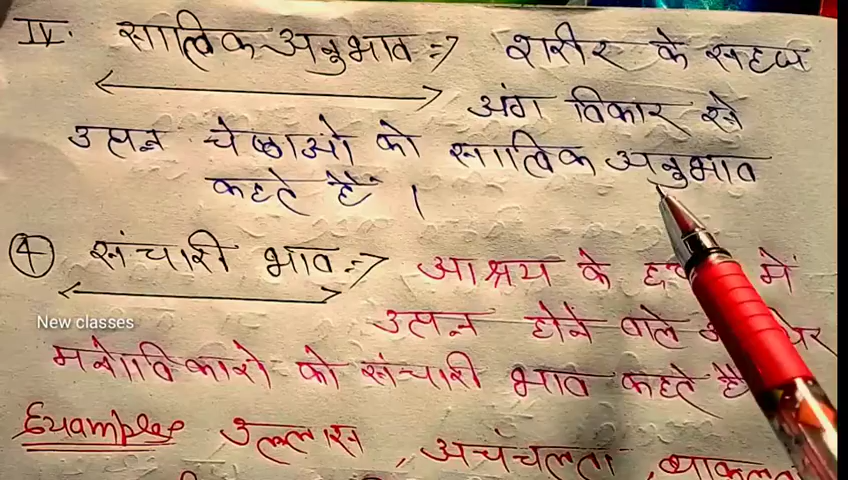 IV. सात्विक अनुभाव :-> शरीर के सहज
अंग विकार से
उत्पन्न चेष्ठाओ को सात्विक अनुभाव
कहते है ।
④ संचारी भाव :-> आश्रय के में
New classes
उत्पन्न होनें वाले
मनोविकारो को संचारी भाव कहते है
Examples उल्लास , अचंचलता ,